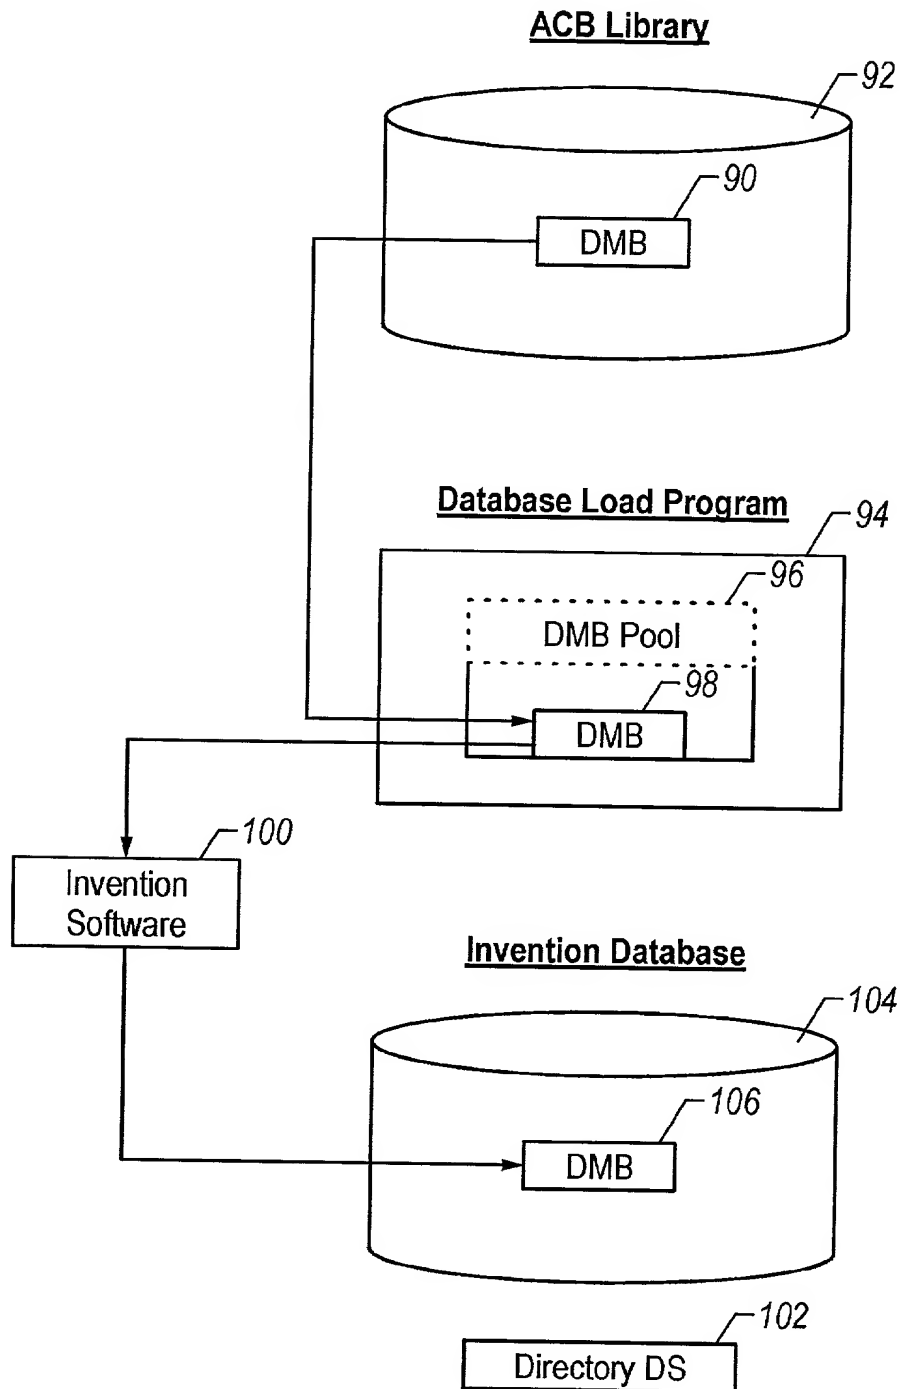 ACB Library
92
90
DMB
Database Load Program
94
96
DMB Pool
98
DMB
100
Invention
Software
Invention Database
104
106
DMB
102
Directory DS